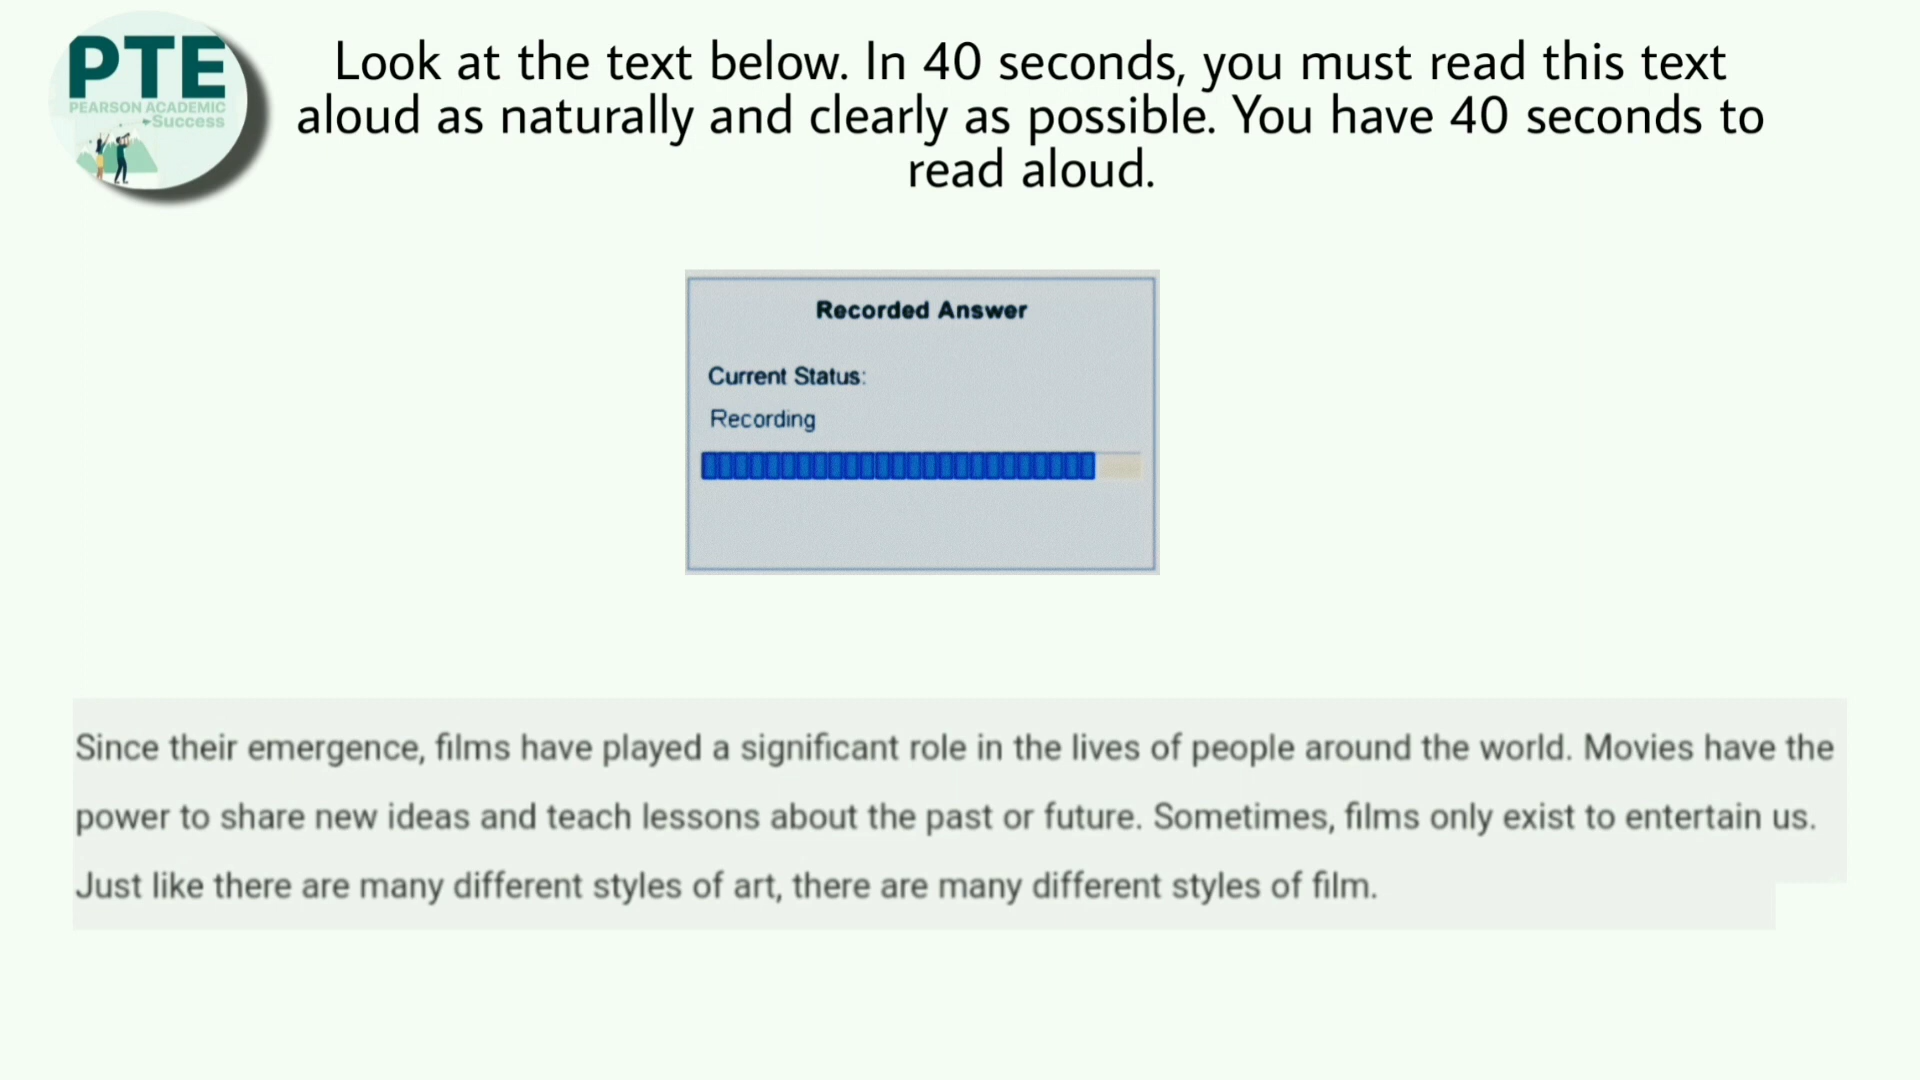 PTE
PEARSON ACADEMIC
Success
Look at the text below. In 40 seconds, you must read this text
aloud as naturally and clearly as possible. You have 40 seconds to
read aloud.
Recorded Answer
Current Status:
Recording
Since their emergence, films have played a significant role in the lives of people around the world. Movies have the
power to share new ideas and teach lessons about the past or future. Sometimes, films only exist to entertain us.
Just like there are many different styles of art, there are many different styles of film.